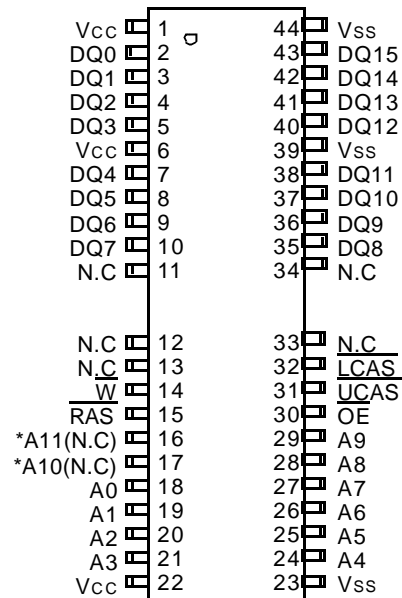 Vcc 1 44 Vss
DQ0 2 43 DQ15
DQ1 3 42 DQ14
DQ2 4 41 DQ13
DQ3 5 40 DQ12
Vcc 6 39 Vss
DQ4 7 38 DQ11
DQ5 8 37 DQ10
DQ6 9 36 DQ9
DQ7 10 35 DQ8
N.C 11 34 N.C
N.C 12 33 N.C
N.C 13 32 LCAS
W 14 31 UCAS
RAS 15 30 OE
*A11(N.C) 16 29 A9
*A10(N.C) 17 28 A8
A0 18 27 A7
A1 19 26 A6
A2 20 25 A5
A3 21 24 A4
Vcc 22 23 Vss